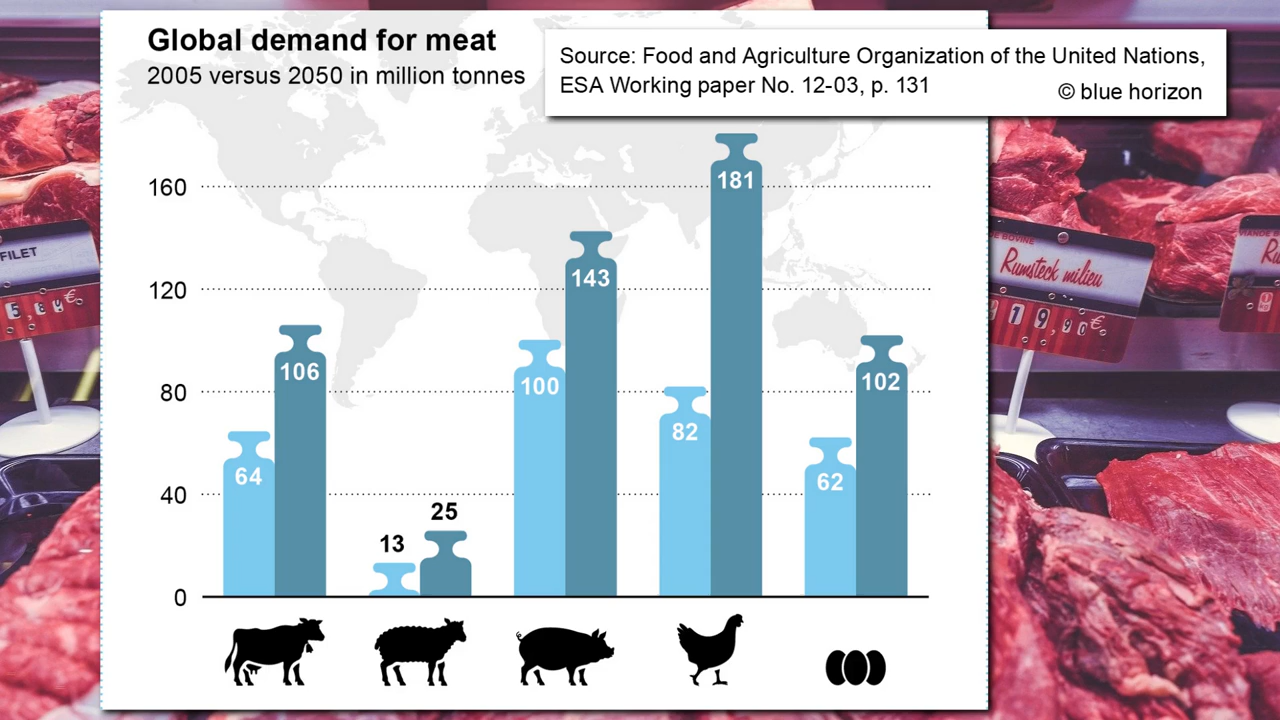 Global demand for meat
2005 versus 2050 in million tonnes
Source: Food and Agriculture Organization of the United Nations,
ESA Working paper No. 12-03, p. 131
© blue horizon
160
120
80
40
0
64
106
13
25
100
143
82
181
62
102
FILET
BOVINE
Rumsteck milieu
19,90€